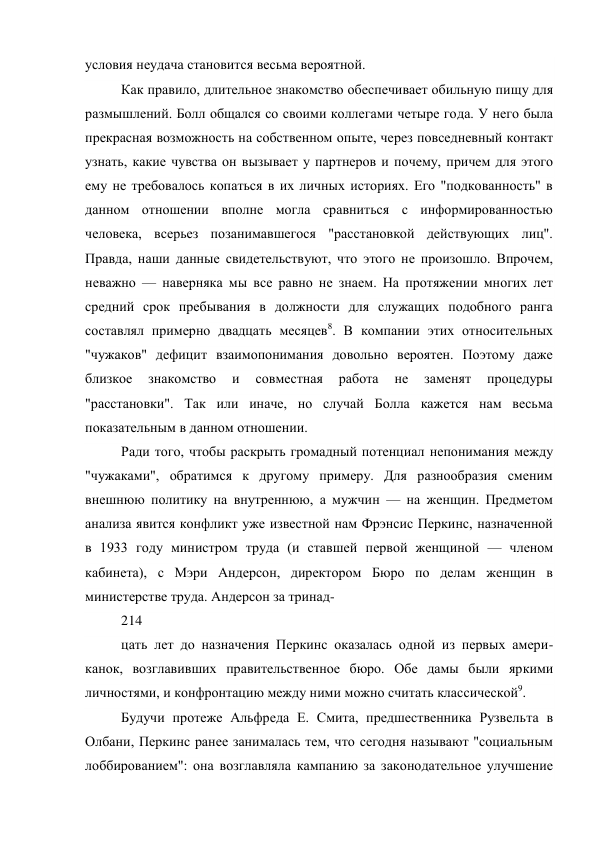 условия неудача становится весьма вероятной.
Как правило, длительное знакомство обеспечивает обильную пищу для
размышлений. Болл общался со своими коллегами четыре года. У него была
прекрасная возможность на собственном опыте, через повседневный контакт
узнать, какие чувства он вызывает у партнеров и почему, причем для этого
ему не требовалось копаться в их личных историях. Его "подкованность" в
данном отношении вполне могла сравниться с информированностью
человека, всерьез позанимавшегося "расстановкой действующих лиц".
Правда, наши данные свидетельствуют, что этого не произошло. Впрочем,
неважно — наверняка мы все равно не знаем. На протяжении многих лет
средний срок пребывания в должности для служащих подобного ранга
составлял примерно двадцать месяцев⁸. В компании этих относительных
"чужаков" дефицит взаимопонимания довольно вероятен. Поэтому даже
близкое знакомство и совместная работа не заменят процедуры
"расстановки". Так или иначе, но случай Болла кажется нам весьма
показательным в данном отношении.
Ради того, чтобы раскрыть громадный потенциал непонимания между
"чужаками", обратимся к другому примеру. Для разнообразия сменим
внешнюю политику на внутреннюю, а мужчин — на женщин. Предметом
анализа явится конфликт уже известной нам Фрэнсис Перкинс, назначенной
в 1933 году министром труда (и ставшей первой женщиной — членом
кабинета), с Мэри Андерсон, директором Бюро по делам женщин в
министерстве труда. Андерсон за тринад-
214
цать лет до назначения Перкинс оказалась одной из первых амери-
канок, возглавивших правительственное бюро. Обе дамы были яркими
личностями, и конфронтацию между ними можно считать классической⁹.
Будучи протеже Альфреда Е. Смита, предшественника Рузвельта в
Олбани, Перкинс ранее занималась тем, что сегодня называют "социальным
лоббированием": она возглавляла кампанию за законодательное улучшение